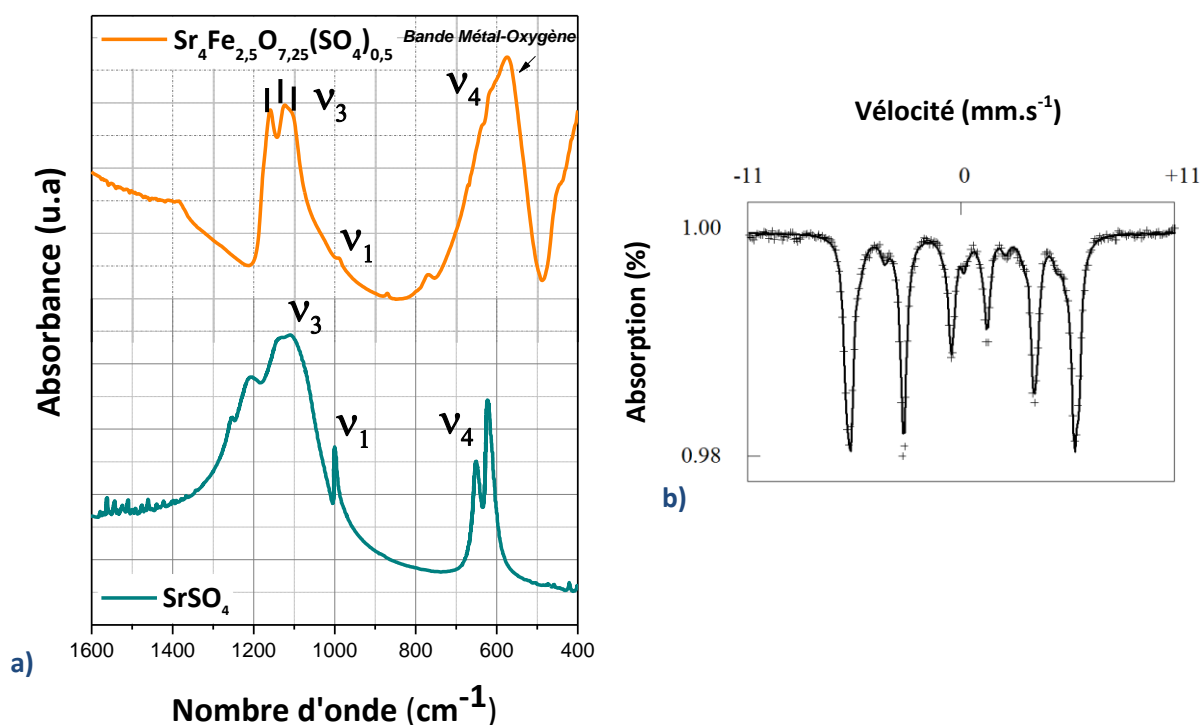 Sr4Fe2,5O7,25(SO4)0,5
Bande Métal-Oxygène
ν3
ν4
ν1
ν3
ν1
ν4
SrSO4
Absorbance (u.a)
1600 1400 1200 1000 800 600 400
a)
Nombre d'onde (cm-1)
Vélocité (mm.s-1)
-11 0 +11
1.00
Absorption (%)
0.98
b)